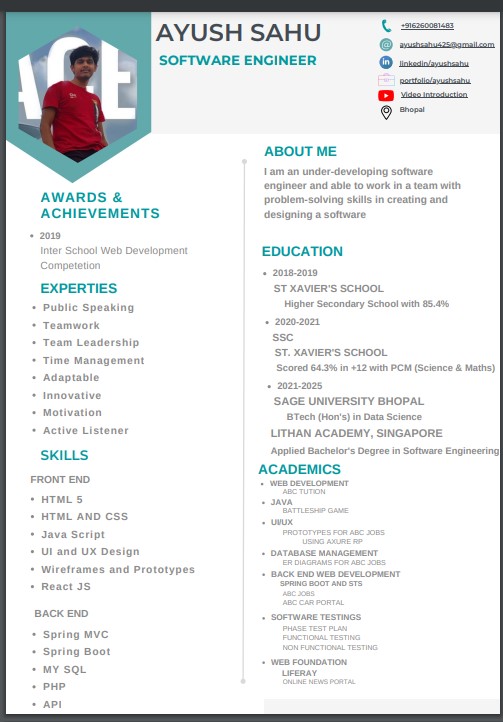 AYUSH SAHU
SOFTWARE ENGINEER
+916260081483
ayushsahu425@gmail.com
linkedin/ayushsahu
portfolio/ayushsahu
Video Introduction
Bhopal
AWARDS &
ACHIEVEMENTS
• 2019
Inter School Web Development
Competetion
EXPERTIES
• Public Speaking
• Teamwork
• Team Leadership
• Time Management
• Adaptable
• Innovative
• Motivation
• Active Listener
SKILLS
FRONT END
• HTML 5
• HTML AND CSS
• Java Script
• UI and UX Design
• Wireframes and Prototypes
• React JS
BACK END
• Spring MVC
• Spring Boot
• MY SQL
• PHP
• API
ABOUT ME
I am an under-developing software
engineer and able to work in a team with
problem-solving skills in creating and
designing a software
EDUCATION
• 2018-2019
ST XAVIER'S SCHOOL
Higher Secondary School with 85.4%
• 2020-2021
SSC
ST. XAVIER'S SCHOOL
Scored 64.3% in +12 with PCM (Science & Maths)
• 2021-2025
SAGE UNIVERSITY BHOPAL
BTech (Hon's) in Data Science
LITHAN ACADEMY, SINGAPORE
Applied Bachelor's Degree in Software Engineering
ACADEMICS
• WEB DEVELOPMENT
ABC TUTION
• JAVA
BATTLESHIP GAME
• UI/UX
PROTOTYPES FOR ABC JOBS
USING AXURE RP
• DATABASE MANAGEMENT
ER DIAGRAMS FOR ABC JOBS
• BACK END WEB DEVELOPMENT
SPRING BOOT AND STS
ABC JOBS
ABC CAR PORTAL
• SOFTWARE TESTINGS
PHASE TEST PLAN
FUNCTIONAL TESTING
NON FUNCTIONAL TESTING
• WEB FOUNDATION
LIFERAY
ONLINE NEWS PORTAL